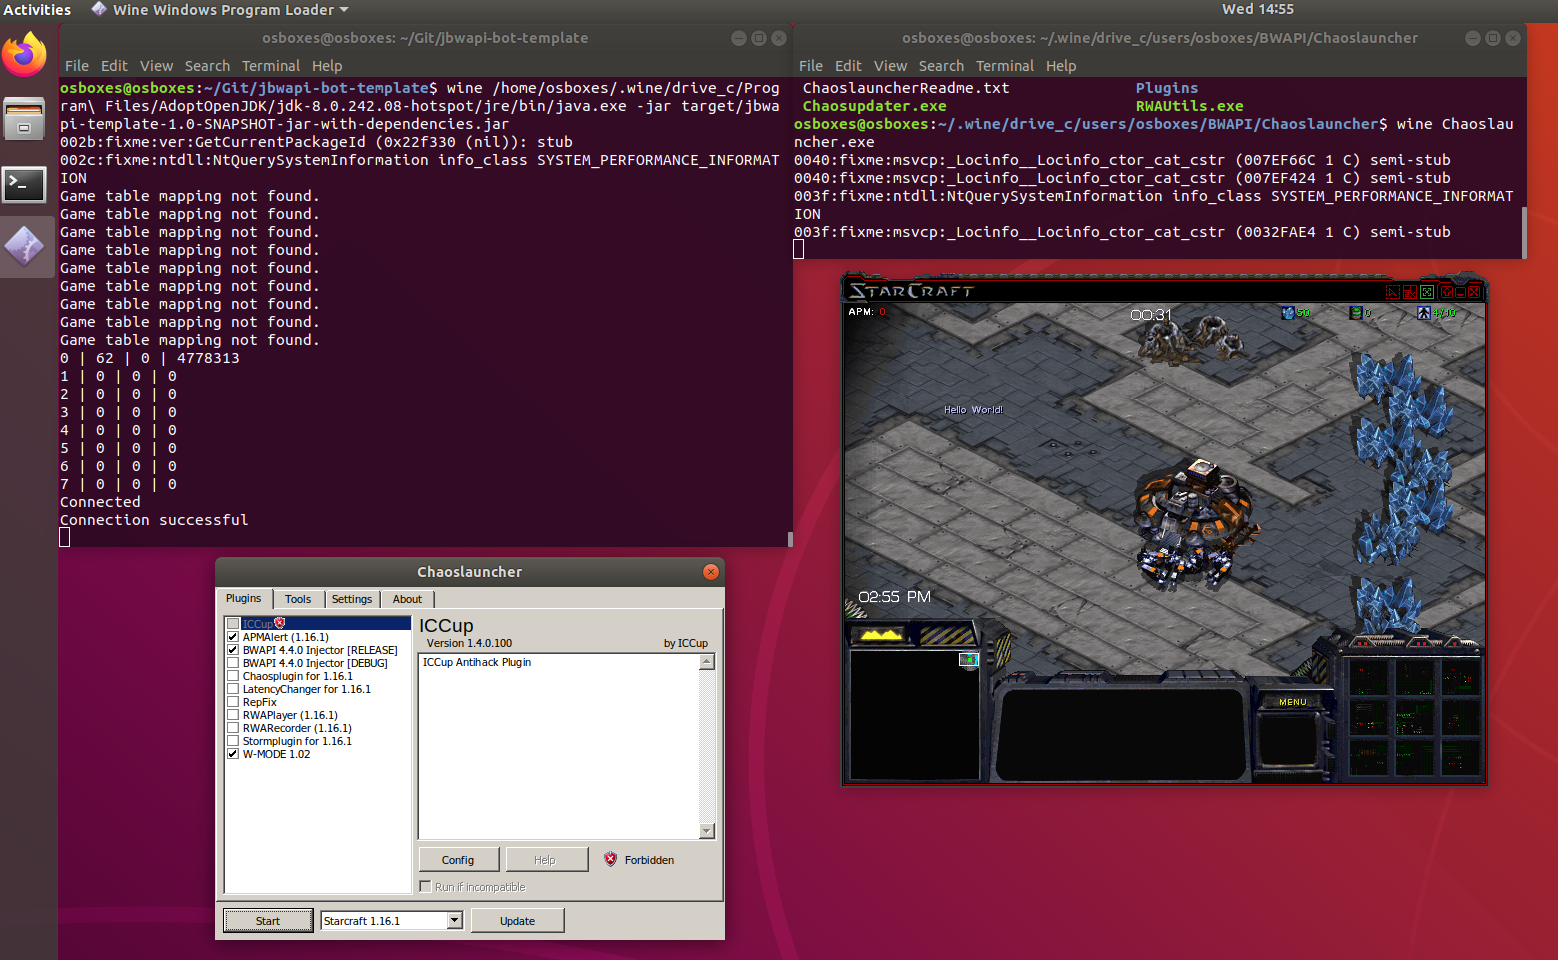 Activities
Wine Windows Program Loader
Wed 14:55
osboxes@osboxes: ~/Git/jbwapi-bot-template
File Edit View Search Terminal Help
osboxes@osboxes:~/Git/jbwapi-bot-template$ wine /home/osboxes/.wine/drive_c/Prog
ram\ Files/AdoptOpenJDK/jdk-8.0.242.08-hotspot/jre/bin/java.exe -jar target/jbwa
pi-template-1.0-SNAPSHOT-jar-with-dependencies.jar
002b:fixme:ver:GetCurrentPackageId (0x22f330 (nil)): stub
002c:fixme:ntdll:NtQuerySystemInformation info_class SYSTEM_PERFORMANCE_INFORMAT
ION
Game table mapping not found.
Game table mapping not found.
Game table mapping not found.
Game table mapping not found.
Game table mapping not found.
Game table mapping not found.
Game table mapping not found.
Game table mapping not found.
Game table mapping not found.
0 | 62 | 0 | 4778313
1 | 0 | 0 | 0
2 | 0 | 0 | 0
3 | 0 | 0 | 0
4 | 0 | 0 | 0
5 | 0 | 0 | 0
6 | 0 | 0 | 0
7 | 0 | 0 | 0
Connected
Connection successful
osboxes@osboxes: ~/.wine/drive_c/users/osboxes/BWAPI/Chaoslauncher
File Edit View Search Terminal Help
ChaoslauncherReadme.txt Plugins
Chaosupdater.exe RWAUtils.exe
osboxes@osboxes:~/.wine/drive_c/users/osboxes/BWAPI/Chaoslauncher$ wine Chaoslau
ncher.exe
0040:fixme:msvcp:_Locinfo__Locinfo_ctor_cat_cstr (007EF66C 1 C) semi-stub
0040:fixme:msvcp:_Locinfo__Locinfo_ctor_cat_cstr (007EF424 1 C) semi-stub
003f:fixme:ntdll:NtQuerySystemInformation info_class SYSTEM_PERFORMANCE_INFORMAT
ION
003f:fixme:msvcp:_Locinfo__Locinfo_ctor_cat_cstr (0032FAE4 1 C) semi-stub
STARCRAFT
APM: 0
00:31
50
0
4/10
Hello World!
02:55 PM
MENU
Chaoslauncher
Plugins Tools Settings About
ICCup
APMAlert (1.16.1)
BWAPI 4.4.0 Injector [RELEASE]
BWAPI 4.4.0 Injector [DEBUG]
Chaosplugin for 1.16.1
LatencyChanger for 1.16.1
RepFix
RWAPlayer (1.16.1)
RWARecorder (1.16.1)
Stormplugin for 1.16.1
W-MODE 1.02
ICCup
Version 1.4.0.100 by ICCup
ICCup Antihack Plugin
Config Help Forbidden
Run if incompatible
Start Starcraft 1.16.1 Update